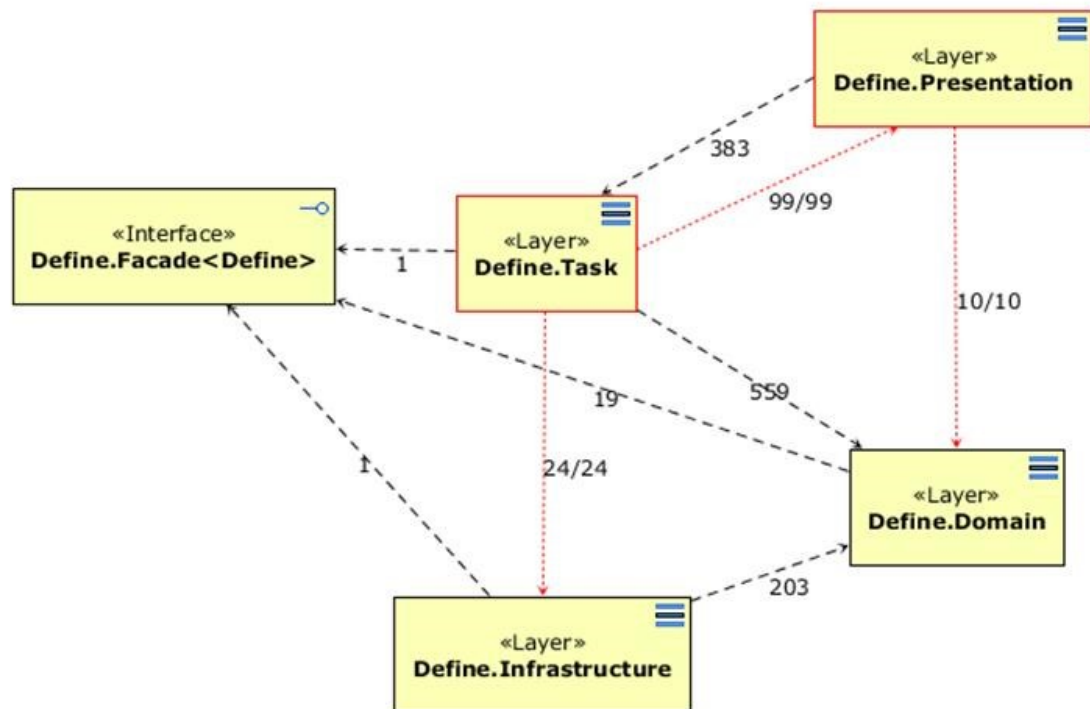 «Layer»
Define.Presentation
383
99/99
«Interface»
Define.Facade<Define>
1
«Layer»
Define.Task
10/10
559
19
1
24/24
«Layer»
Define.Domain
203
«Layer»
Define.Infrastructure